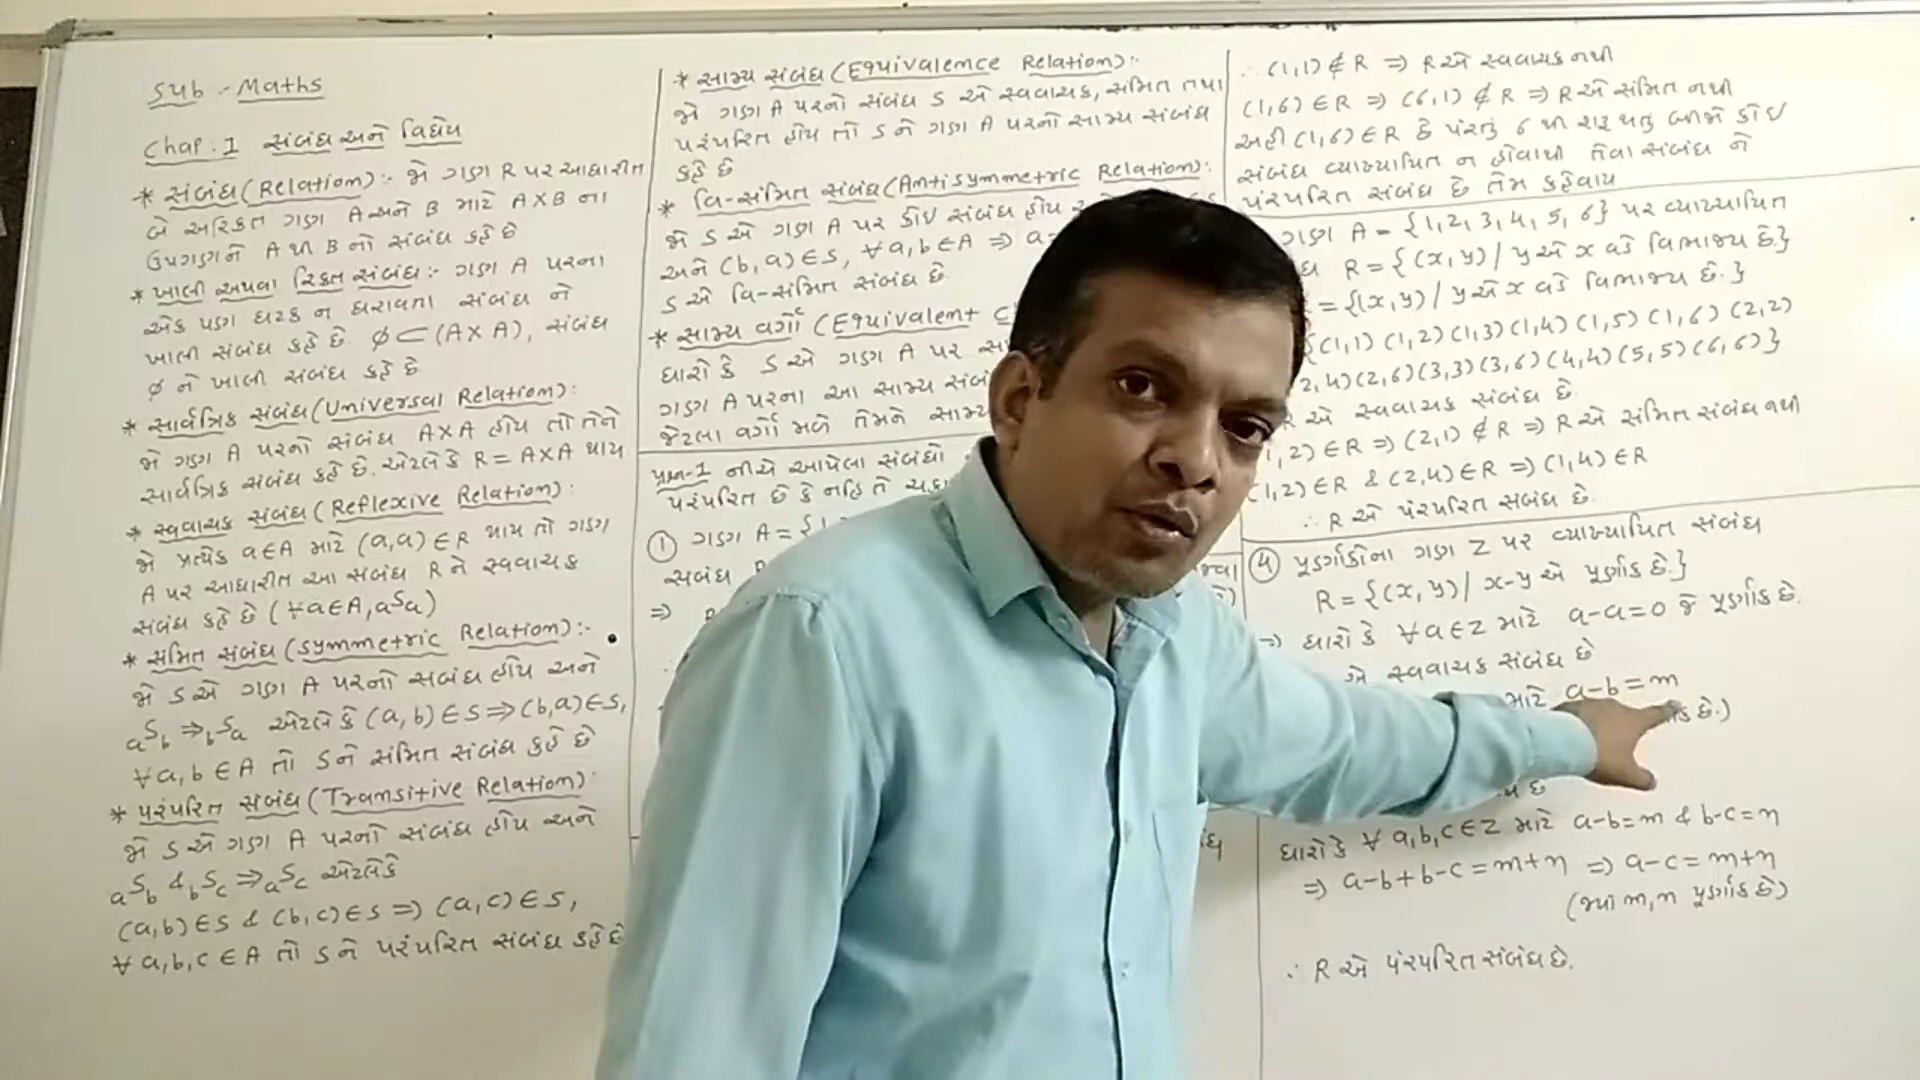 Sub :- Maths
Chap. 1 સંબંધ અને વિધેય
* સંબંધ (Relation) :- જો ગણ R પર આધારીત
બે અરિક્ત ગણ A અને B માટે A×B ના
ઉપગણને A થી B નો સંબંધ કહે છે
* ખાલી અથવા રિક્ત સંબંધ :- ગણ A પરના
એક પણ ઘટક ન ધરાવતા સંબંધ ને
ખાલી સંબંધ કહે છે. ϕ ⊂ (A×A), સંબંધ
ϕ ને ખાલી સંબંધ કહે છે
* સાર્વત્રિક સંબંધ (Universal Relation) :
જો ગણ A પરનો સંબંધ A×A હોય તો તેને
સાર્વત્રિક સંબંધ કહે છે. એટલે કે R = A×A થાય
* સ્વવાચક સંબંધ (Reflexive Relation) :
જો પ્રત્યેક a∈A માટે (a,a) ∈ R થાય તો ગણ
A પર આધારીત આ સંબંધ R ને સ્વવાચક
સંબંધ કહે છે (∀a∈A, aSa)
* સંમિત સંબંધ (Symmetric Relation) :-
જો S એ ગણ A પરનો સંબંધ હોય અને
aSb ⇒ bSa એટલે કે (a,b) ∈ S ⇒ (b,a) ∈ S,
∀ a,b ∈ A તો S ને સંમિત સંબંધ કહે છે
* પરંપરિત સંબંધ (Transitive Relation) :
જો S એ ગણ A પરનો સંબંધ હોય અને
aSb & bSc ⇒ aSc એટલેકે
(a,b) ∈ S & (b,c) ∈ S ⇒ (a,c) ∈ S,
∀ a,b,c ∈ A તો S ને પરંપરિત સંબંધ કહે છે
* સામ્ય સંબંધ (Equivalence Relation) :-
જો ગણ A પરનો સંબંધ S એ સ્વવાચક, સંમિત તથા
પરંપરિત હોય તો S ને ગણ A પરનો સામ્ય સંબંધ
કહે છે
* વિ-સંમિત સંબંધ (Antisymmetric Relation) :
જો S એ ગણ A પર કોઇ સંબંધ હોય
અને (b,a) ∈ S, ∀ a,b ∈ A ⇒ a=
S એ વિ-સંમિત સંબંધ છે
* સામ્ય વર્ગો (Equivalent
ધારો કે S એ ગણ A પર
ગણ A પરના આ સામ્ય સંબં
જેટલા વર્ગો મળે તેમને સામ્ય
પ્રશ્ન-1 નીચે આપેલા સંબંધો
પરંપરિત છે કે નહિ તે
① ગણ A = {1
સંબંધ
⇒
∴ (1,1) ∉ R ⇒ R એ સ્વવાચક નથી
(1,6) ∈ R ⇒ (6,1) ∉ R ⇒ R એ સંમિત નથી
અહી (1,6) ∈ R છે પંરતું 6 થી શરૂ થતું બીજો કોઇ
સંબંધ વ્યાખ્યાયિત ન હોવાથી તેવા સંબંધ ને
પંરપરિત સંબંધ છે તેમ કહેવાય
ગણ A = {1, 2, 3, 4, 5, 6} પર વ્યાખ્યાયિત
R = {(x, y) / y એ x વડે વિભાજ્ય છે.}
= {(x, y) / y એ x વડે વિભાજ્ય છે.}
{(1,1) (1,2) (1,3) (1,4) (1,5) (1,6) (2,2)
2,4) (2,6) (3,3) (3,6) (4,4) (5,5) (6,6)}
R એ સ્વવાચક સંબંધ છે.
,2) ∈ R ⇒ (2,1) ∉ R ⇒ R એ સંમિત સંબંધ નથી
(1,2) ∈ R & (2,4) ∈ R ⇒ (1,4) ∈ R
∴ R એ પંરપરિત સંબંધ છે.
④ પૂર્ણાંકોના ગણ Z પર વ્યાખ્યાયિત સંબંધ
R = {(x, y) / x-y એ પૂર્ણાંક છે.}
⇒ ધારો કે ∀a∈Z માટે a-a=0 જે પૂર્ણાંક છે.
એ સ્વવાચક સંબંધ છે
માટે a-b=m
છે.)
છે
ધારો કે ∀ a,b,c ∈ Z માટે a-b=m & b-c=n
⇒ a-b+b-c = m+n ⇒ a-c = m+n
(જ્યાં m,n પૂર્ણાંક છે)
∴ R એ પંરપરિત સંબંધ છે.